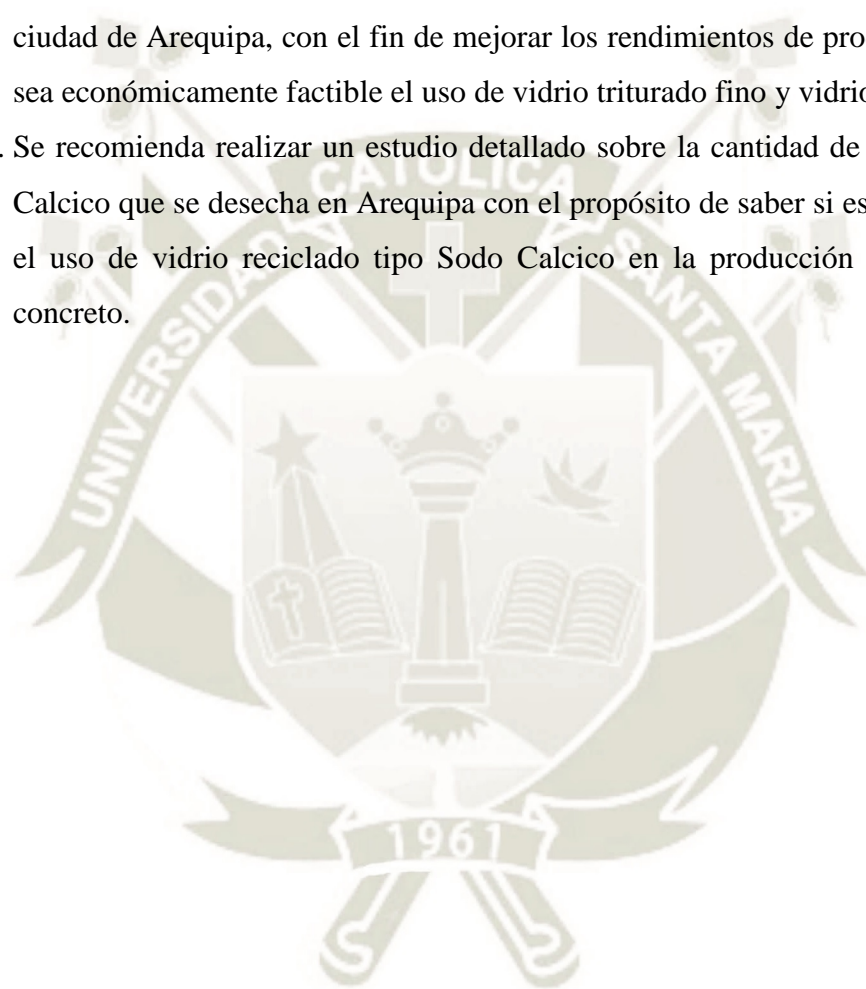 ciudad de Arequipa, con el fin de mejorar los rendimientos de pro
sea económicamente factible el uso de vidrio triturado fino y vidrio
. Se recomienda realizar un estudio detallado sobre la cantidad de
Calcico que se desecha en Arequipa con el propósito de saber si es
el uso de vidrio reciclado tipo Sodo Calcico en la producción
concreto.
UNIVERSIDAD CATÓLICA SANTA MARIA
1961